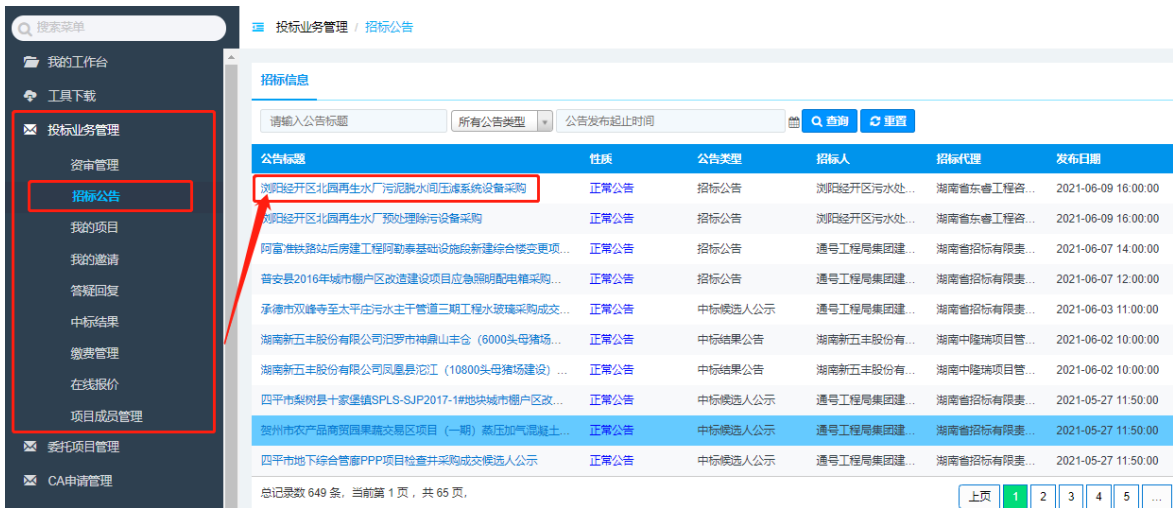 搜索菜单
投标业务管理 / 招标公告
我的工作台
工具下载
投标业务管理
资审管理
招标公告
我的项目
我的邀请
答疑回复
中标结果
缴费管理
在线报价
项目成员管理
委托项目管理
CA申请管理
招标信息
请输入公告标题 所有公告类型 公告发布起止时间 查询 重置
公告标题 性质 公告类型 招标人 招标代理 发布日期
浏阳经开区北园再生水厂污泥脱水间压滤系统设备采购 正常公告 招标公告 浏阳经开区污水处... 湖南省东睿工程咨... 2021-06-09 16:00:00
浏阳经开区北园再生水厂预处理除污设备采购 正常公告 招标公告 浏阳经开区污水处... 湖南省东睿工程咨... 2021-06-09 16:00:00
阿富准铁路站后房建工程阿勒泰基础设施段新建综合楼变更项... 正常公告 招标公告 通号工程局集团建... 湖南省招标有限责... 2021-06-07 14:00:00
普安县2016年城市棚户区改造建设项目应急照明配电箱采购... 正常公告 招标公告 通号工程局集团建... 湖南省招标有限责... 2021-06-07 12:00:00
承德市双峰寺至太平庄污水主干管道三期工程水玻璃采购成交... 正常公告 中标候选人公示 通号工程局集团建... 湖南省招标有限责... 2021-06-03 11:00:00
湖南新五丰股份有限公司汨罗市神鼎山丰仓（6000头母猪场... 正常公告 中标结果公告 湖南新五丰股份有... 湖南中隆瑞项目管... 2021-06-02 10:00:00
湖南新五丰股份有限公司凤凰县沱江（10800头母猪场建设）... 正常公告 中标结果公告 湖南新五丰股份有... 湖南中隆瑞项目管... 2021-06-02 10:00:00
四平市梨树县十家堡镇SPLS-SJP2017-1#地块城市棚户区改... 正常公告 中标候选人公示 通号工程局集团建... 湖南省招标有限责... 2021-05-27 11:50:00
贺州市农产品商贸园果蔬交易区项目（一期）蒸压加气混凝土... 正常公告 中标候选人公示 通号工程局集团建... 湖南省招标有限责... 2021-05-27 11:50:00
四平市地下综合管廊PPP项目检查井采购成交候选人公示 正常公告 中标候选人公示 通号工程局集团建... 湖南省招标有限责... 2021-05-27 11:50:00
总记录数 649 条, 当前第 1 页 , 共 65 页,
上页 1 2 3 4 5 ...